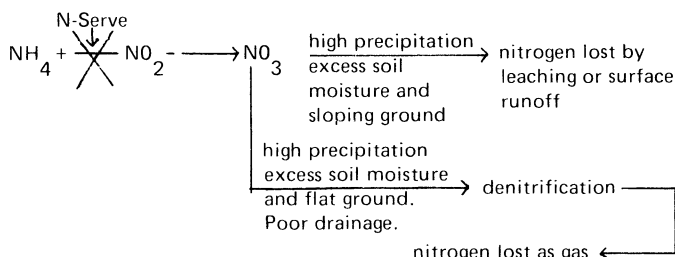 N-Serve
NH4 + NO2 - NO3
high precipitation
excess soil
moisture and
sloping ground
nitrogen lost by
leaching or surface
runoff
high precipitation
excess soil moisture
and flat ground.
Poor drainage.
denitrification
nitrogen lost as gas